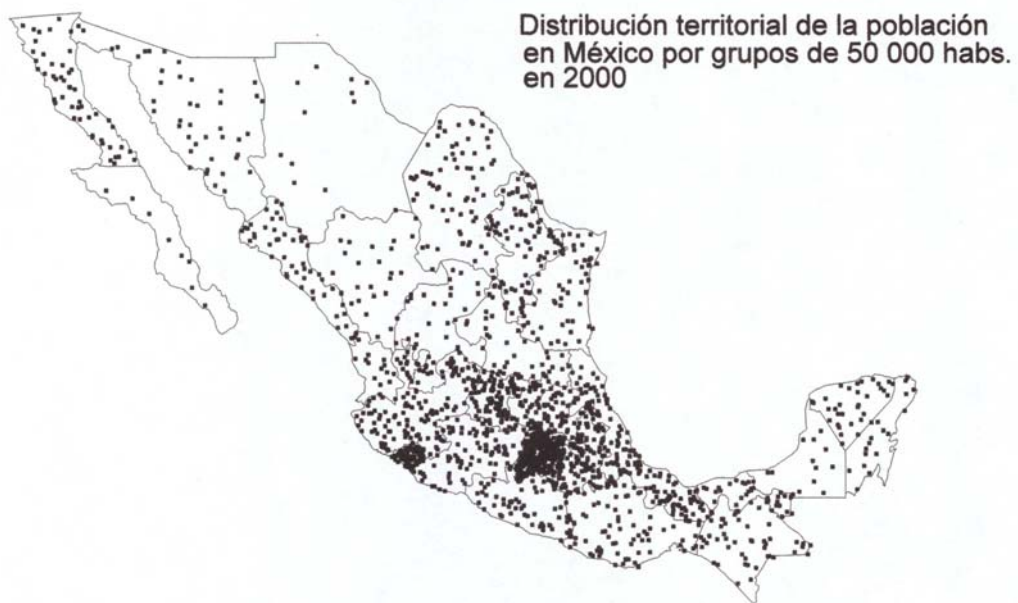 Distribución territorial de la población
en México por grupos de 50 000 habs.
en 2000